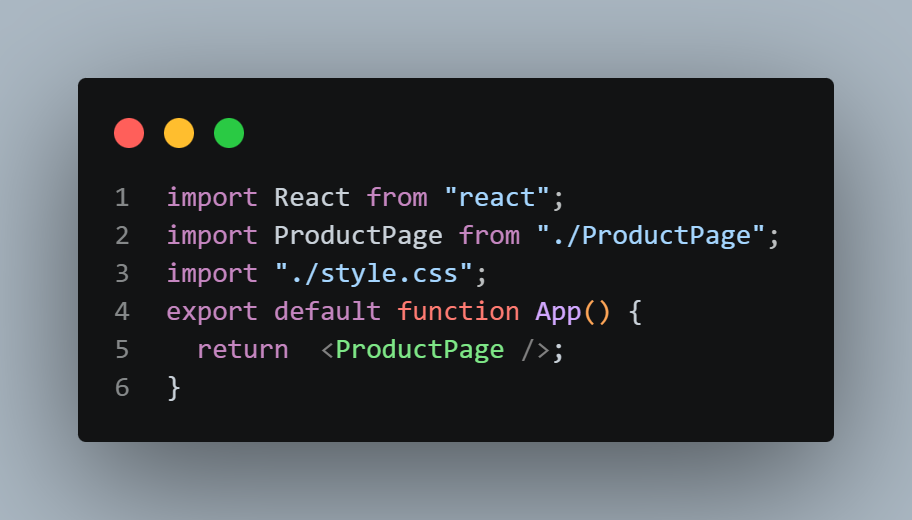 1 import React from "react";
2 import ProductPage from "./ProductPage";
3 import "./style.css";
4 export default function App() {
5   return  <ProductPage />;
6 }